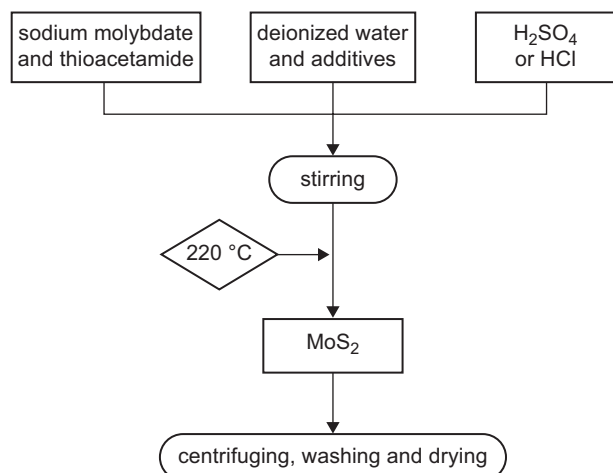 sodium molybdate
and thioacetamide
deionized water
and additives
H₂SO₄
or HCl
stirring
220 °C
MoS₂
centrifuging, washing and drying